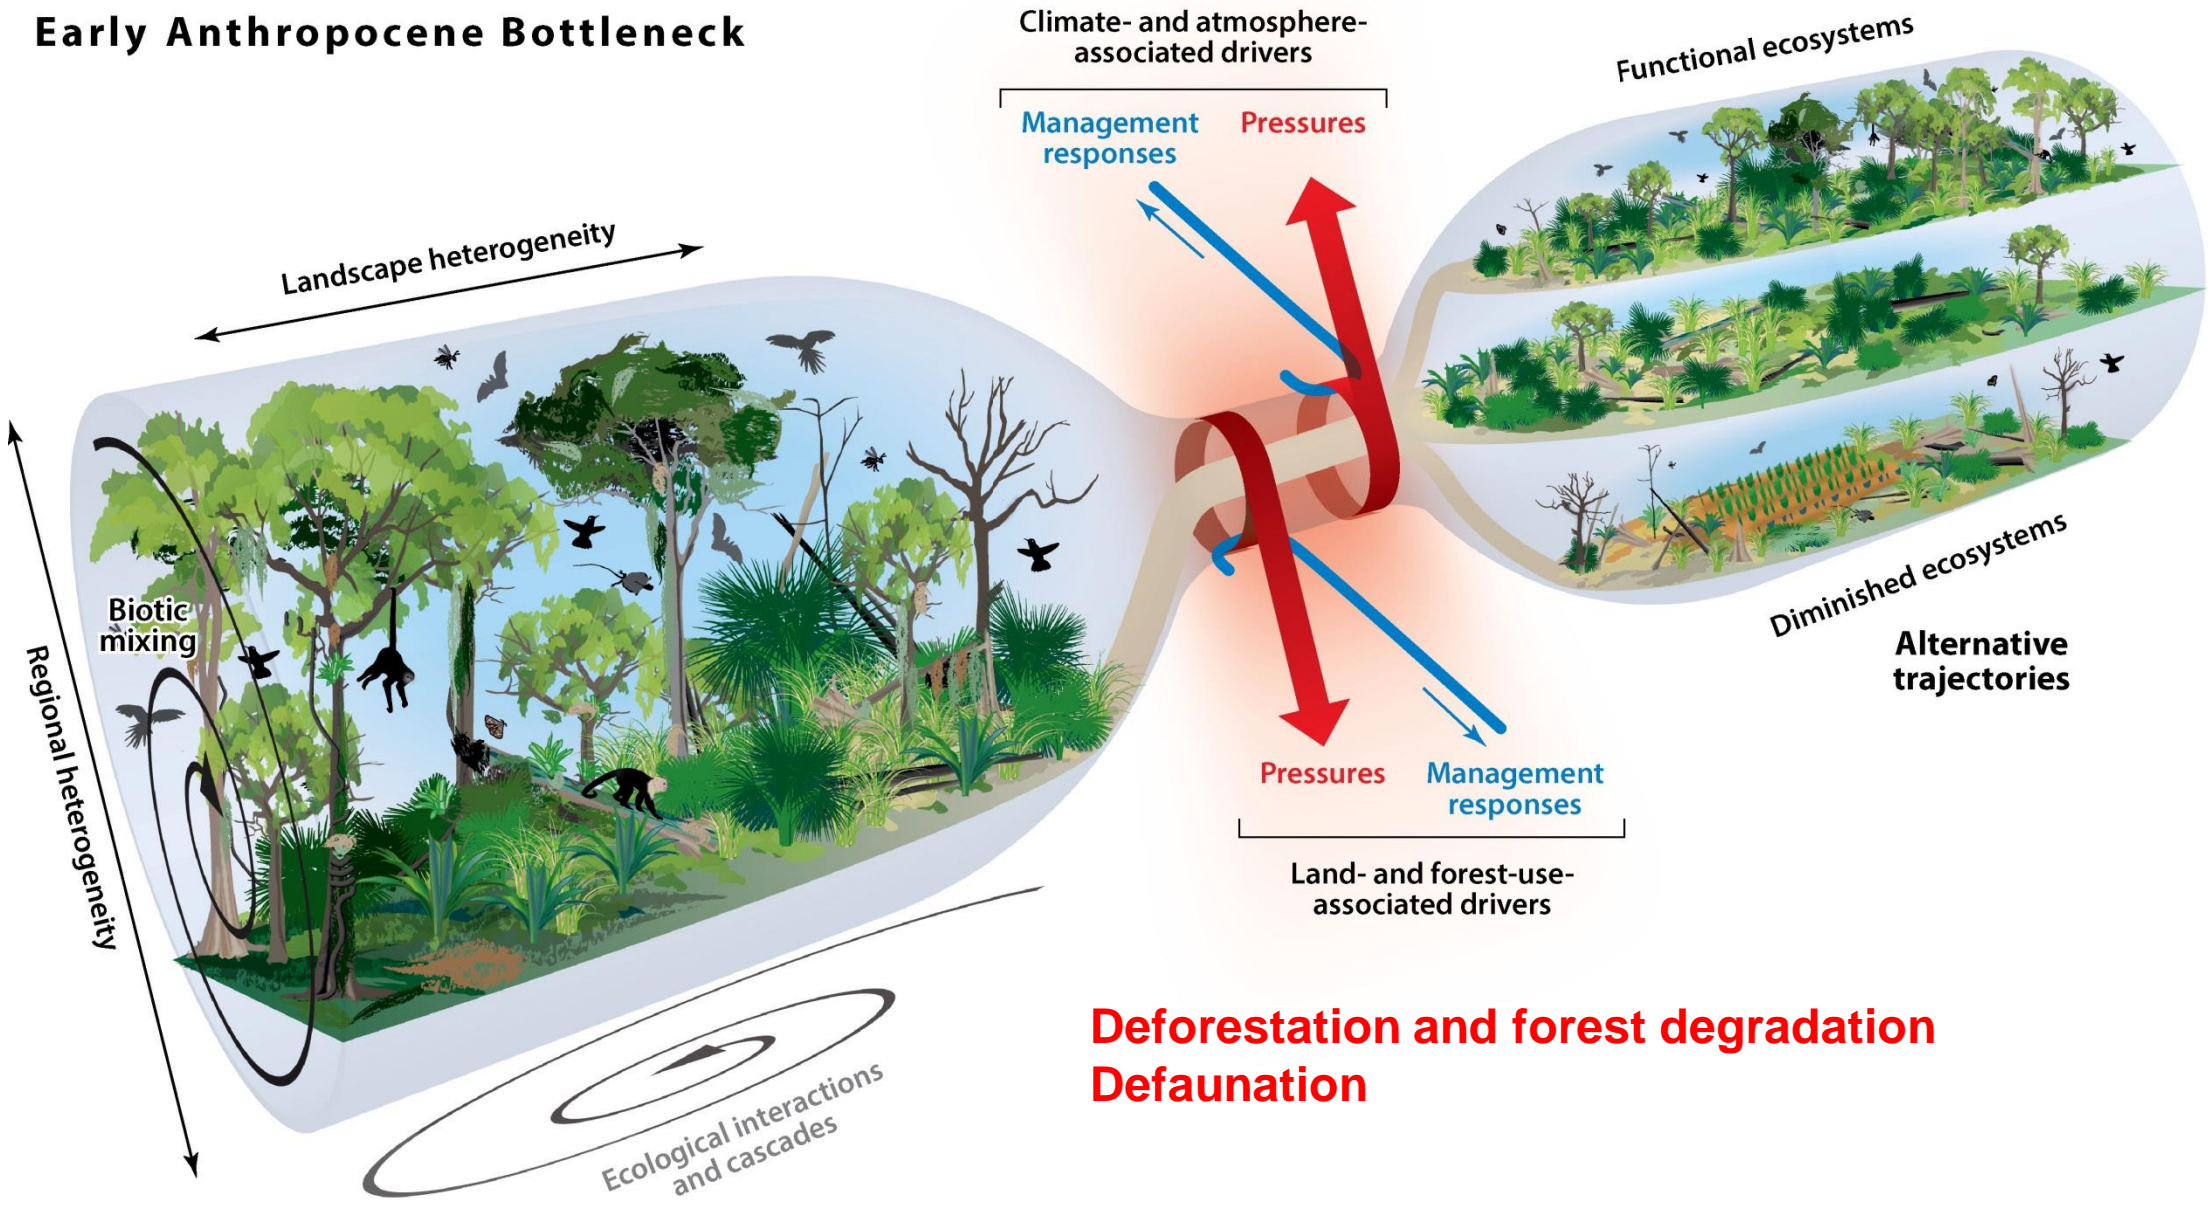 Early Anthropocene Bottleneck
Climate- and atmosphere-
associated drivers
Management
responses
Pressures
Functional ecosystems
Landscape heterogeneity
Biotic
mixing
Regional heterogeneity
Diminished ecosystems
Alternative
trajectories
Pressures
Management
responses
Land- and forest-use-
associated drivers
Ecological interactions
and cascades
Deforestation and forest degradation
Defaunation